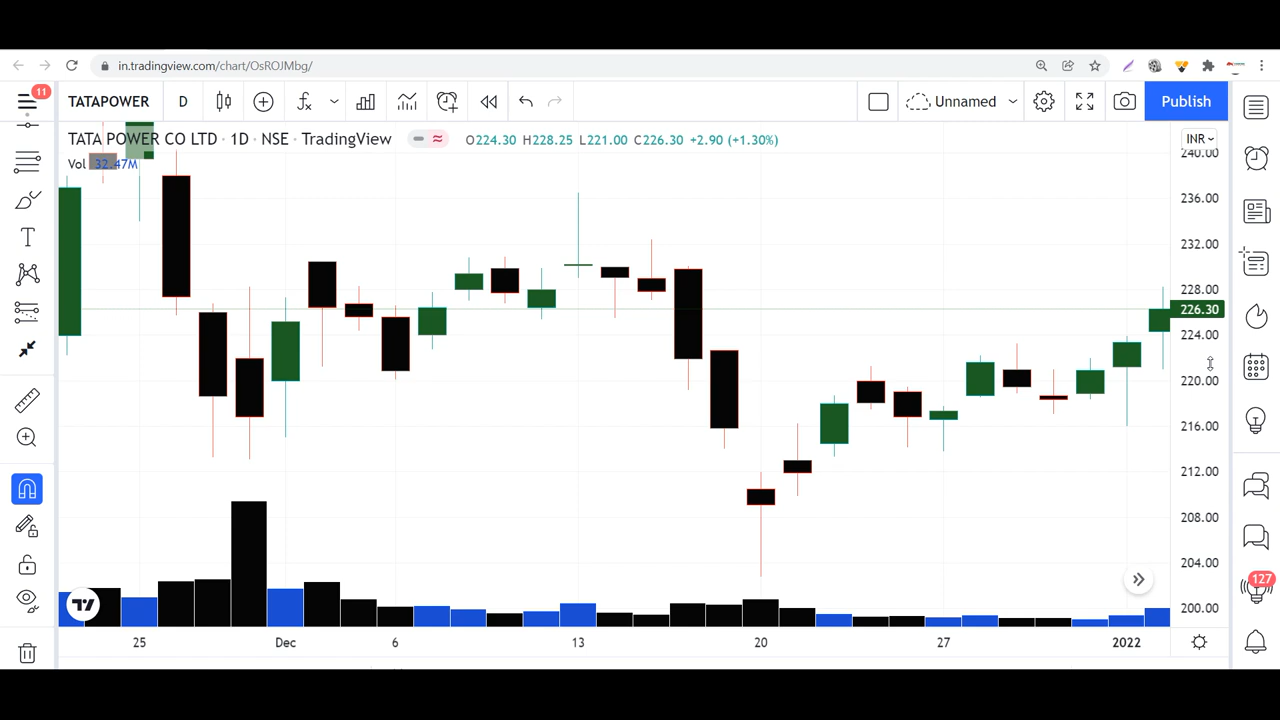 in.tradingview.com/chart/OsROJMbg/
11
TATAPOWER D Unnamed Publish
TATA POWER CO LTD · 1D · NSE · TradingView O224.30 H228.25 L221.00 C226.30 +2.90 (+1.30%)
INR
Vol 32.47M
240.00
236.00
232.00
228.00
226.30
224.00
220.00
216.00
212.00
208.00
204.00
200.00
127
25 Dec 6 13 20 27 2022